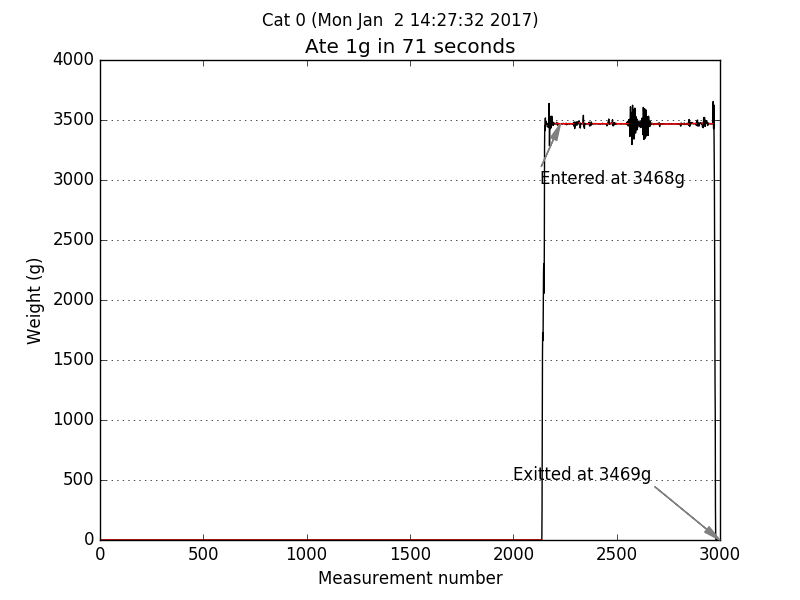 Cat 0 (Mon Jan  2 14:27:32 2017)
Ate 1g in 71 seconds
4000
3500
3000
Entered at 3468g
2500
Weight (g)
2000
1500
1000
500
Exitted at 3469g
0
0 500 1000 1500 2000 2500 3000
Measurement number